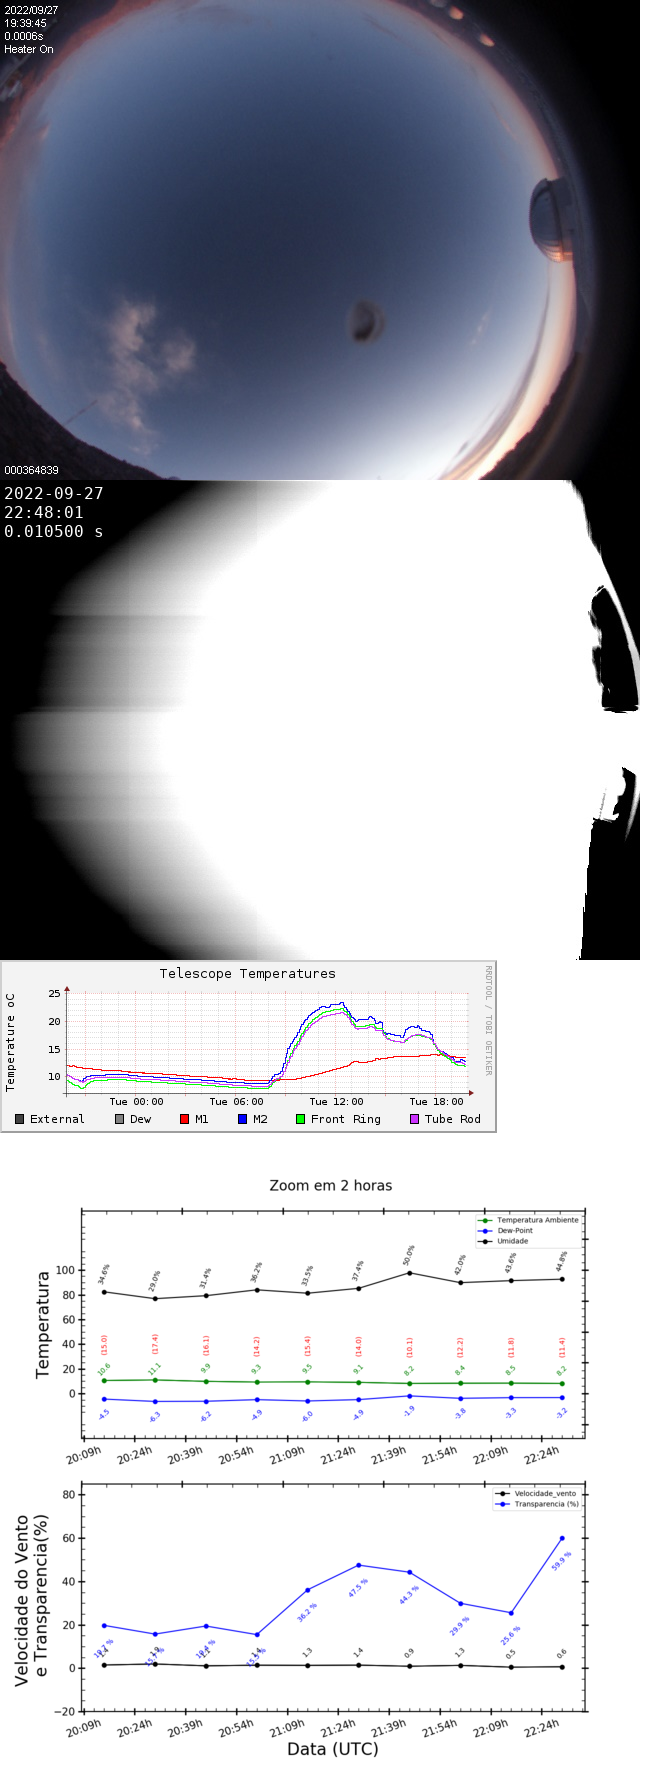 2022/09/27
19:39:45
0.0006s
Heater On
000364839
2022-09-27
22:48:01
0.010500 s
Telescope Temperatures
RRDTOOL / TOBI OETIKER
Temperature oC
25
20
15
10
Tue 00:00 Tue 06:00 Tue 12:00 Tue 18:00
External Dew M1 M2 Front Ring Tube Rod
Zoom em 2 horas
Temperatura Ambiente
Dew-Point
Umidade
Temperatura
100
80
60
40
20
0
34.6% 29.0% 31.4% 36.2% 33.5% 37.4% 50.0% 42.0% 43.6% 44.8%
(15.0) (17.4) (16.1) (14.2) (15.4) (14.0) (10.1) (12.2) (11.8) (11.4)
10.6 11.1 9.9 9.3 9.5 9.1 8.2 8.4 8.5 8.2
-4.5 -6.3 -6.2 -4.9 -6.0 -4.9 -1.9 -3.8 -3.3 -3.2
20:09h 20:24h 20:39h 20:54h 21:09h 21:24h 21:39h 21:54h 22:09h 22:24h
Velocidade_vento
Transparencia (%)
Velocidade do Vento
e Transparencia(%)
80
60
40
20
0
−20
36.2 % 47.5 % 44.3 % 29.9 % 25.6 % 59.9 %
1.3 1.4 0.9 1.3 0.5 0.6
20:09h 20:24h 20:39h 20:54h 21:09h 21:24h 21:39h 21:54h 22:09h 22:24h
Data (UTC)